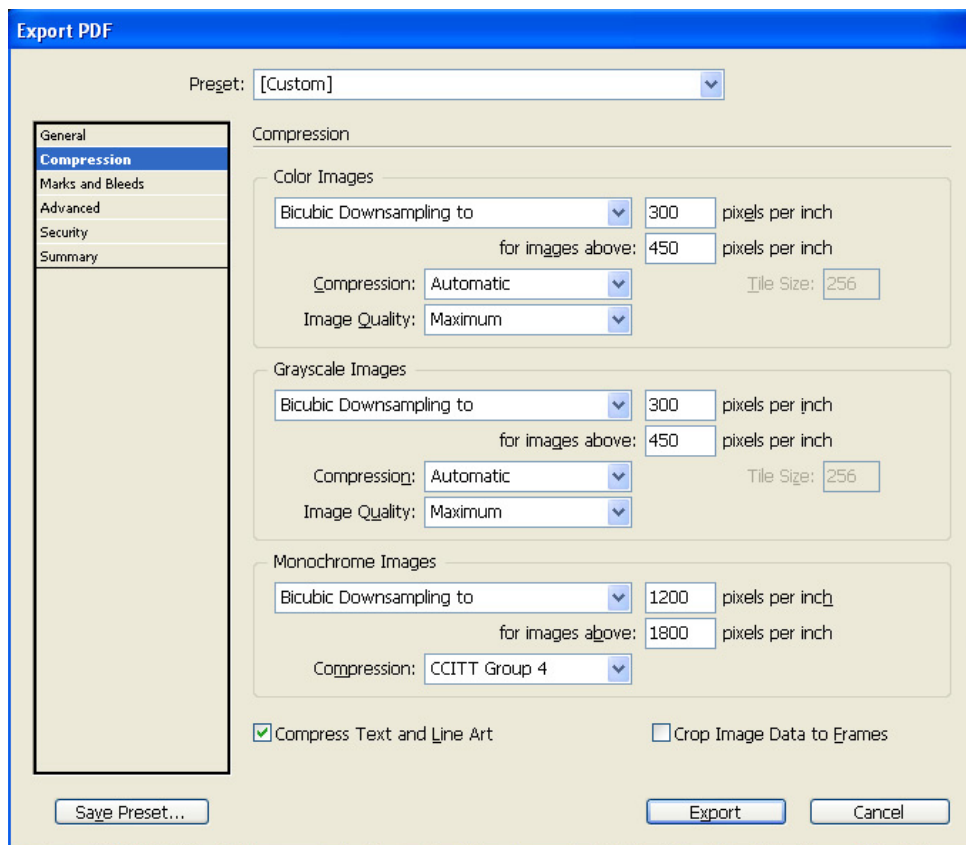 Export PDF
Preset: [Custom]
General
Compression
Marks and Bleeds
Advanced
Security
Summary
Compression
Color Images
Bicubic Downsampling to 300 pixels per inch
for images above: 450 pixels per inch
Compression: Automatic Tile Size: 256
Image Quality: Maximum
Grayscale Images
Bicubic Downsampling to 300 pixels per inch
for images above: 450 pixels per inch
Compression: Automatic Tile Size: 256
Image Quality: Maximum
Monochrome Images
Bicubic Downsampling to 1200 pixels per inch
for images above: 1800 pixels per inch
Compression: CCITT Group 4
Compress Text and Line Art Crop Image Data to Frames
Save Preset... Export Cancel